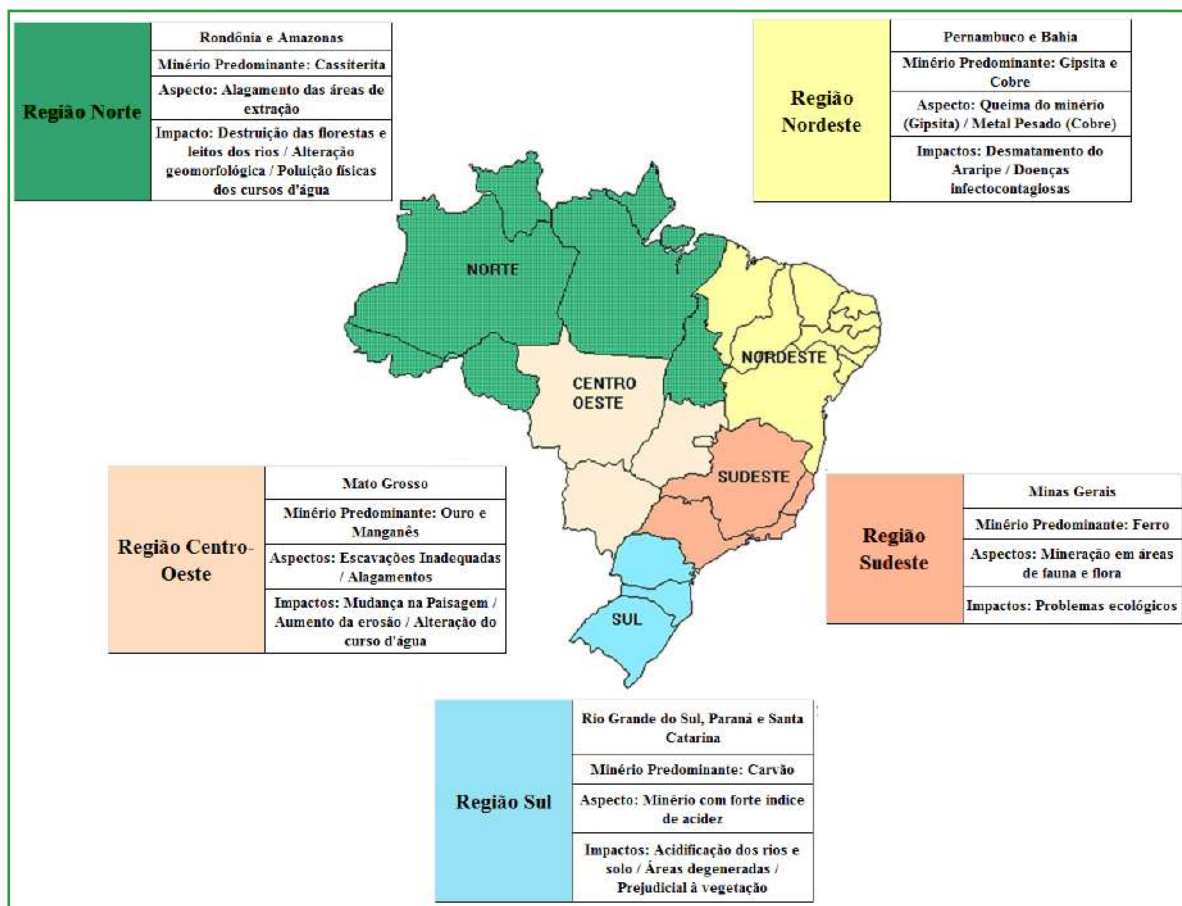 Região Norte
Rondônia e Amazonas
Minério Predominante: Cassiterita
Aspecto: Alagamento das áreas de
extração
Impacto: Destruição das florestas e
leitos dos rios / Alteração
geomorfológica / Poluição físicas
dos cursos d'água
Região
Nordeste
Pernambuco e Bahia
Minério Predominante: Gipsita e
Cobre
Aspecto: Queima do minério
(Gipsita) / Metal Pesado (Cobre)
Impactos: Desmatamento do
Araripe / Doenças
infectocontagiosas
NORTE
NORDESTE
CENTRO
OESTE
SUDESTE
SUL
Região Centro-
Oeste
Mato Grosso
Minério Predominante: Ouro e
Manganês
Aspectos: Escavações Inadequadas
/ Alagamentos
Impactos: Mudança na Paisagem /
Aumento da erosão / Alteração do
curso d'água
Região
Sudeste
Minas Gerais
Minério Predominante: Ferro
Aspectos: Mineração em áreas
de fauna e flora
Impactos: Problemas ecológicos
Região Sul
Rio Grande do Sul, Paraná e Santa
Catarina
Minério Predominante: Carvão
Aspecto: Minério com forte índice
de acidez
Impactos: Acidificação dos rios e
solo / Áreas degeneradas /
Prejudicial à vegetação